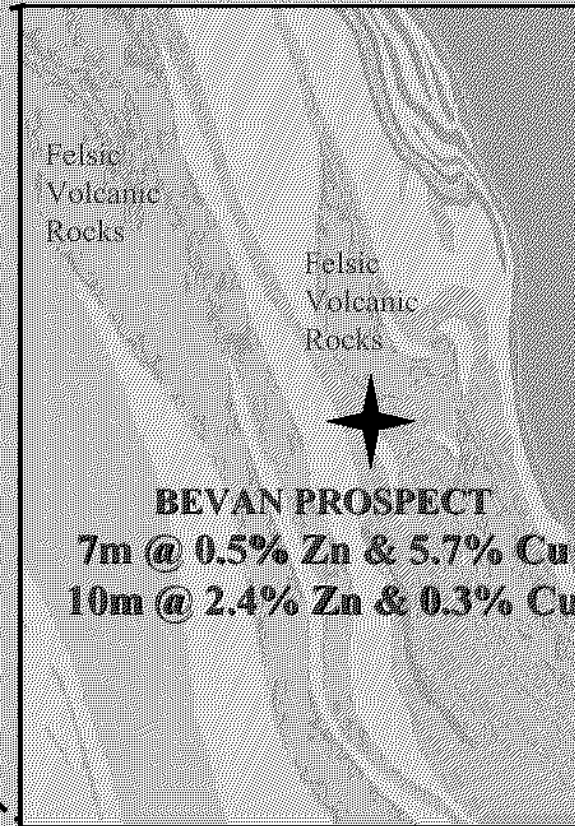 Felsic
Volcanic
Rocks
Felsic
Volcanic
Rocks
BEVAN PROSPECT
7m @ 0.5% Zn & 5.7% Cu
10m @ 2.4% Zn & 0.3% Cu